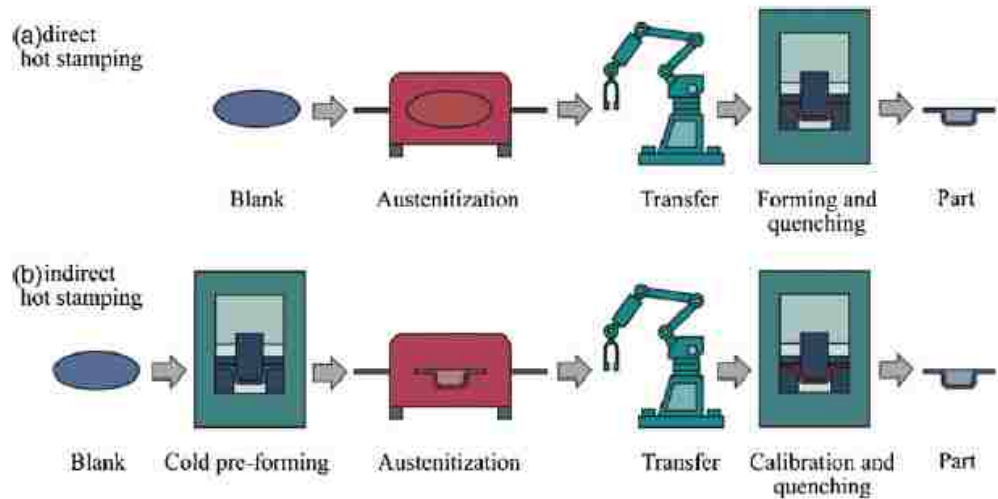 (a)direct
hot stamping
Blank
Austenitization
Transfer
Forming and
quenching
Part
(b)indirect
hot stamping
Blank
Cold pre-forming
Austenitization
Transfer
Calibration and
quenching
Part